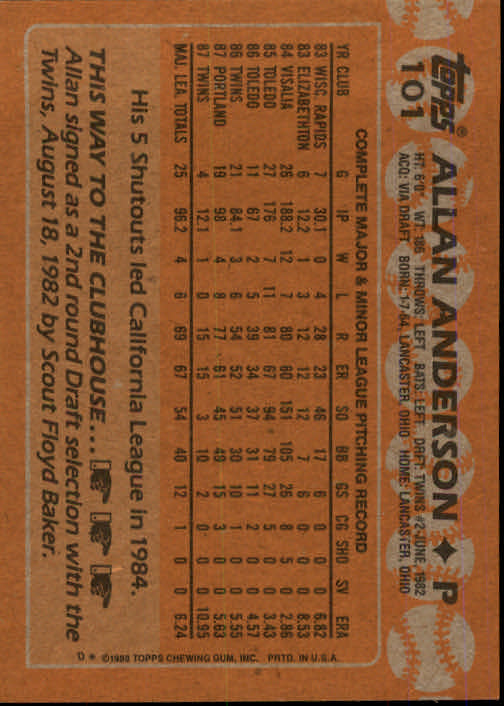 topps®
101
ALLAN ANDERSON ♦ P
HT: 6'0" WT: 186 THROWS: LEFT BATS: LEFT DRFT: TWINS #2-JUNE, 1982
ACQ: VIA DRAFT BORN: 1-7-64, LANCASTER, OHIO HOME: LANCASTER, OHIO
COMPLETE MAJOR & MINOR LEAGUE PITCHING RECORD
YR CLUB G IP W L R ER SO BB GS CG SHO SV ERA
83 WISC. RAPIDS 7 30.1 0 4 28 23 46 17 6 0 0 0 6.82
83 ELIZABETHTON 6 12.2 1 3 12 12 12 7 6 0 0 0 8.53
84 VISALIA 26 188.2 12 7 80 60 151 105 26 8 5 0 2.86
85 TOLEDO 27 176 7 11 81 67 94 79 27 5 0 0 3.43
86 TOLEDO 11 67 2 5 39 34 37 31 11 2 0 0 4.57
86 TWINS 21 84.1 3 6 54 52 51 30 10 1 0 0 5.55
87 PORTLAND 19 98 4 8 77 61 45 49 15 3 0 0 5.63
87 TWINS 4 12.1 1 0 15 15 3 10 2 0 0 0 10.95
MAJ. LEA. TOTALS 25 96.2 4 6 69 67 54 40 12 1 0 0 6.24
His 5 Shutouts led California League in 1984.
THIS WAY TO THE CLUBHOUSE...
Allan signed as a 2nd round Draft selection with the
Twins, August 18, 1982 by Scout Floyd Baker.
D* ©1988 TOPPS CHEWING GUM, INC. PRTD. IN U.S.A.